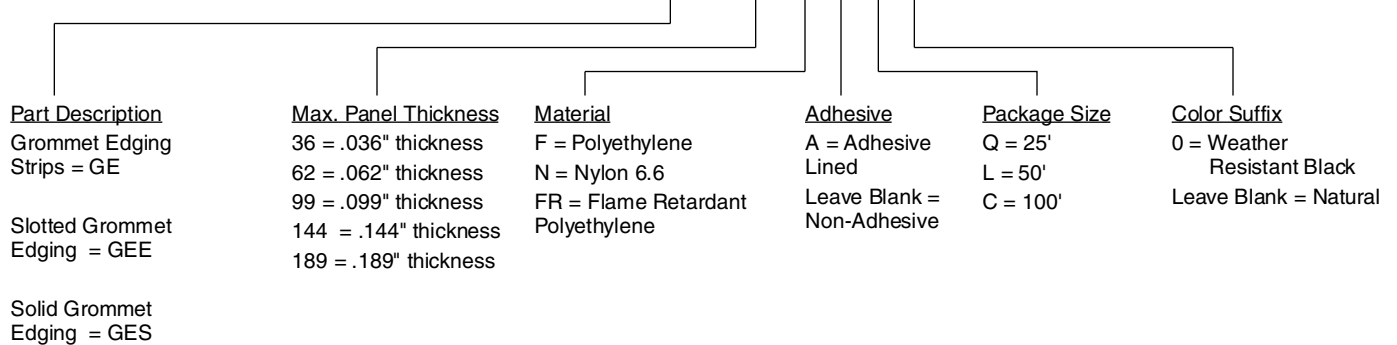 Part Description
Grommet Edging
Strips = GE
Slotted Grommet
Edging = GEE
Solid Grommet
Edging = GES
Max. Panel Thickness
36 = .036" thickness
62 = .062" thickness
99 = .099" thickness
144 = .144" thickness
189 = .189" thickness
Material
F = Polyethylene
N = Nylon 6.6
FR = Flame Retardant
Polyethylene
Adhesive
A = Adhesive
Lined
Leave Blank =
Non-Adhesive
Package Size
Q = 25'
L = 50'
C = 100'
Color Suffix
0 = Weather
Resistant Black
Leave Blank = Natural